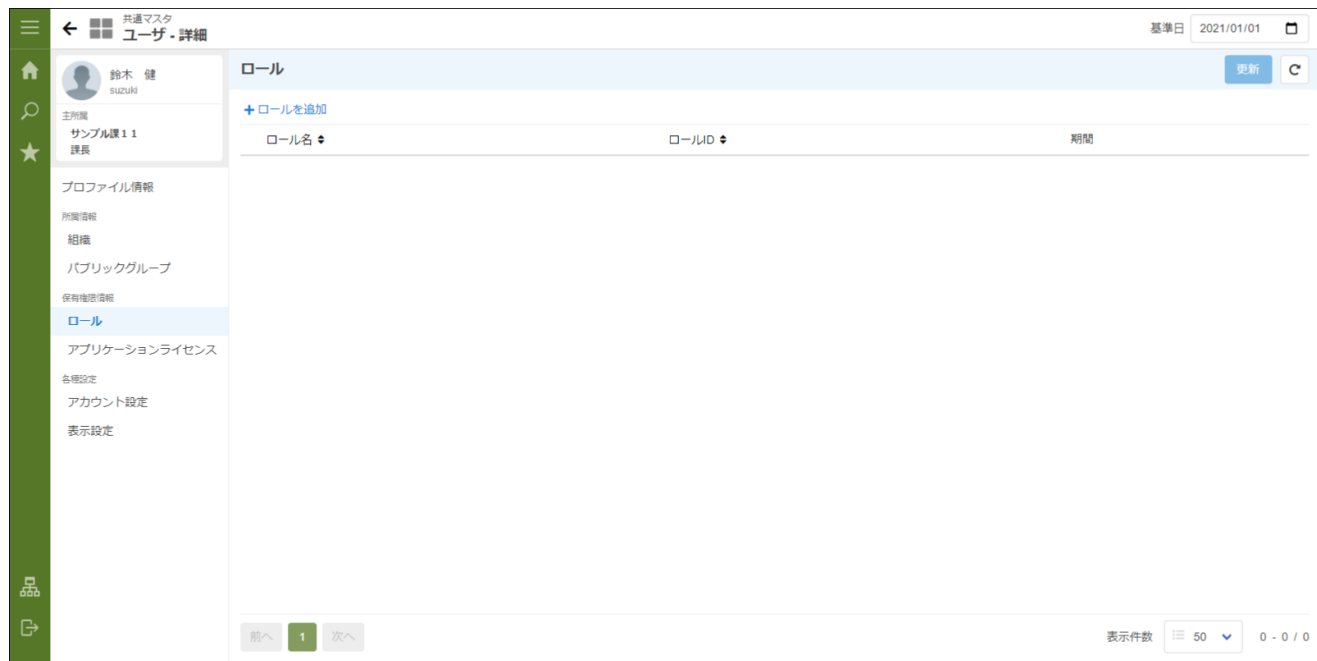 共通マスタ
ユーザ - 詳細
基準日 2021/01/01
鈴木　健
suzuki
主所属
サンプル課１１
課長
プロファイル情報
所属情報
組織
パブリックグループ
保有権限情報
ロール
アプリケーションライセンス
各種設定
アカウント設定
表示設定
ロール
更新
ロールを追加
ロール名 ロールID 期間
前へ 1 次へ
表示件数 50 0 - 0 / 0